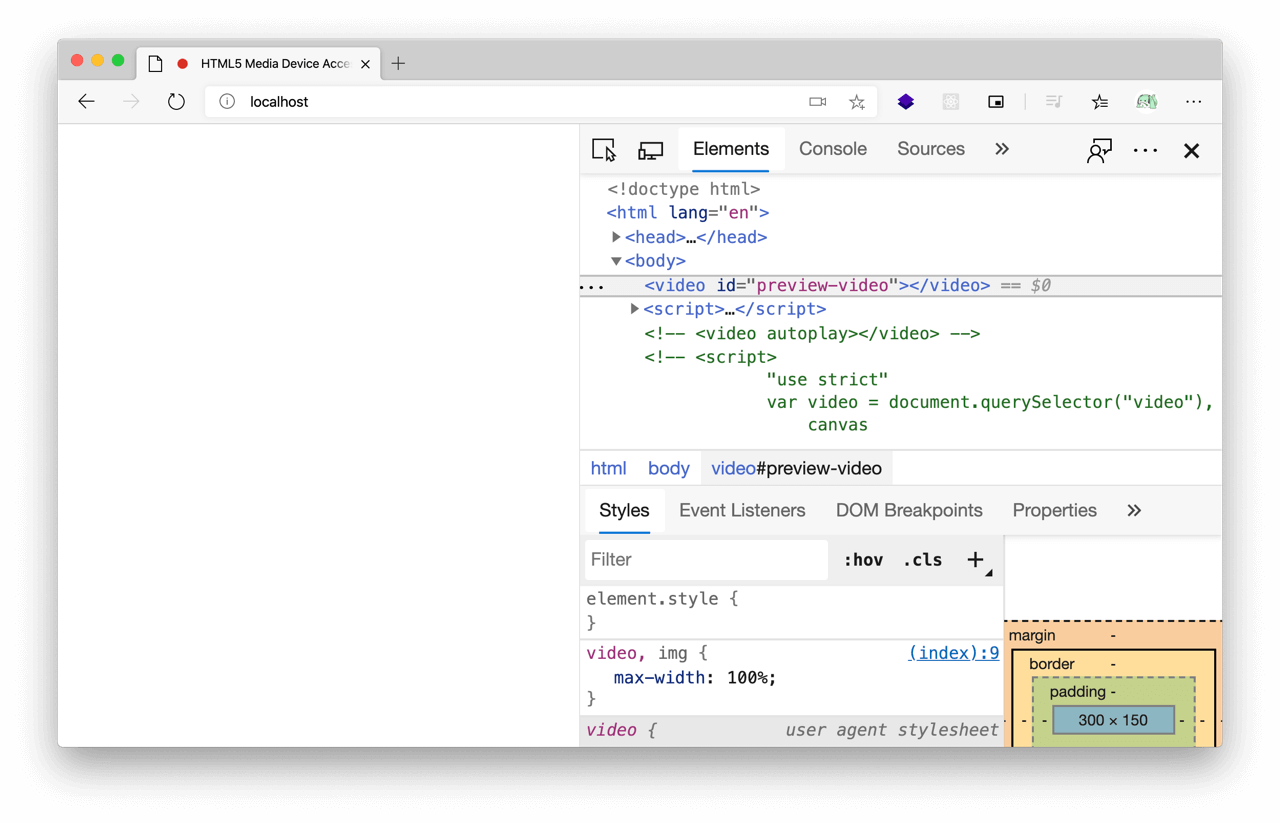 HTML5 Media Device Acce
localhost
Elements Console Sources
<!doctype html>
<html lang="en">
<head>…</head>
<body>
<video id="preview-video"></video> == $0
<script>…</script>
<!-- <video autoplay></video> -->
<!-- <script>
"use strict"
var video = document.querySelector("video"),
canvas
html body video#preview-video
Styles Event Listeners DOM Breakpoints Properties
Filter :hov .cls
element.style {
}
video, img { (index):9
max-width: 100%;
}
video { user agent stylesheet
margin -
border -
padding -
- - - 300 × 150 - - -